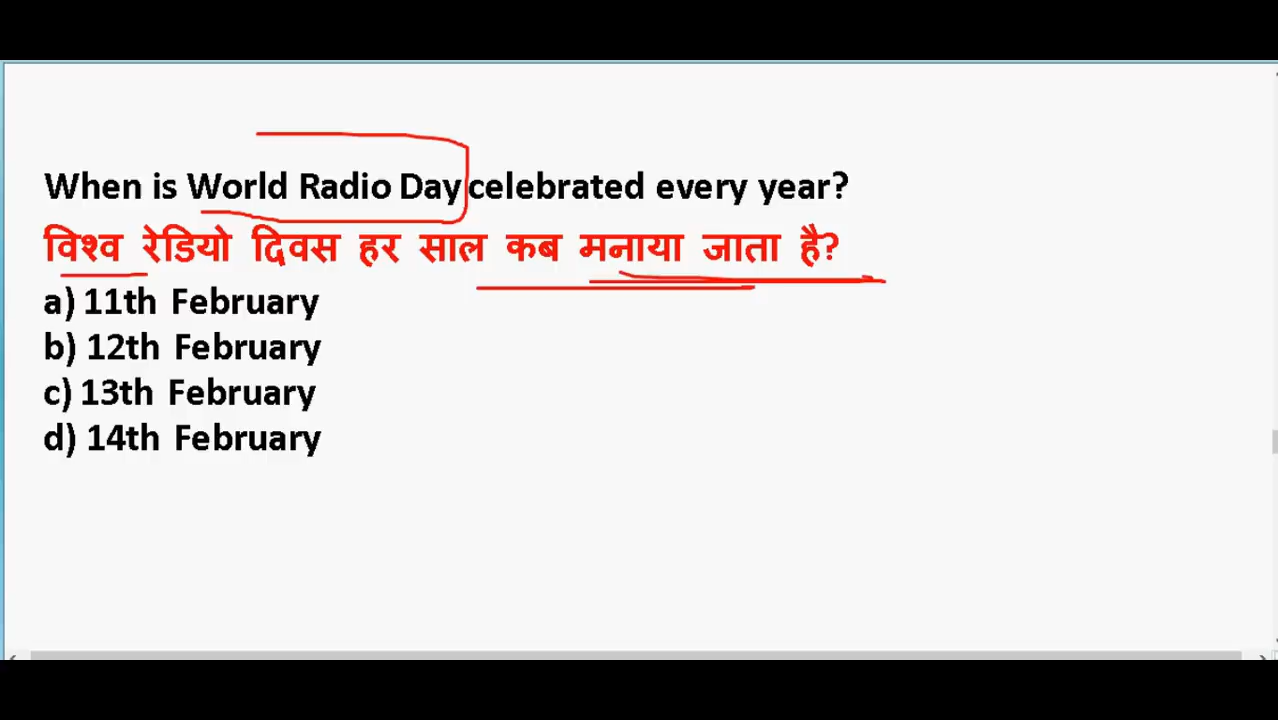 When is World Radio Day celebrated every year?
विश्व रेडियो दिवस हर साल कब मनाया जाता है?
a) 11th February
b) 12th February
c) 13th February
d) 14th February